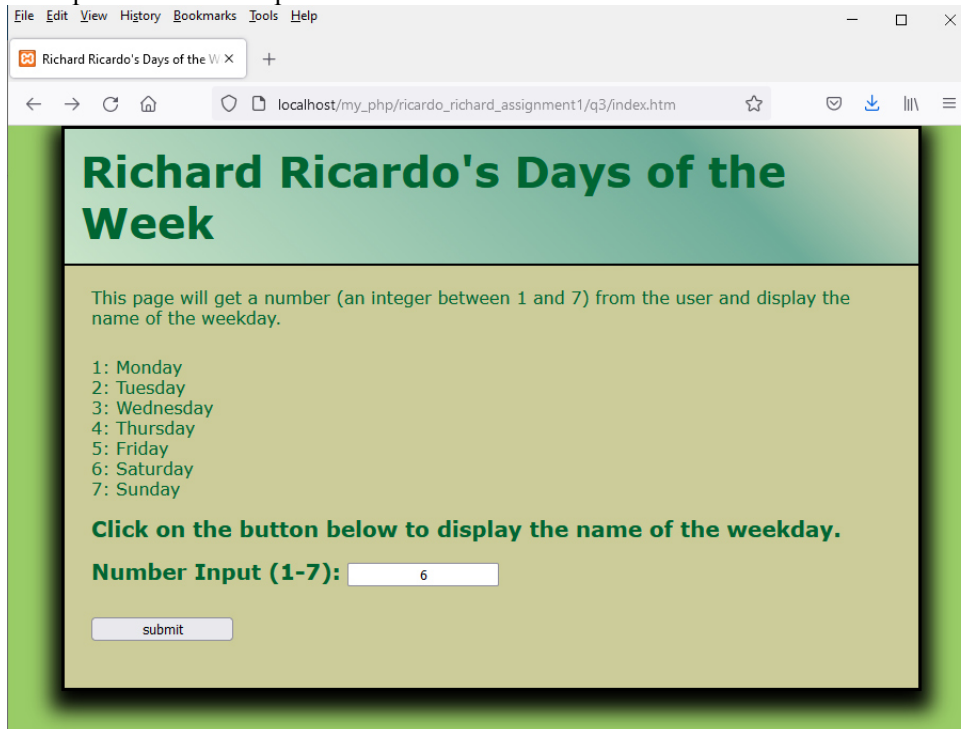 File Edit View History Bookmarks Tools Help
Richard Ricardo's Days of the W
localhost/my_php/ricardo_richard_assignment1/q3/index.htm
Richard Ricardo's Days of the
Week
This page will get a number (an integer between 1 and 7) from the user and display the
name of the weekday.
1: Monday
2: Tuesday
3: Wednesday
4: Thursday
5: Friday
6: Saturday
7: Sunday
Click on the button below to display the name of the weekday.
Number Input (1-7): 6
submit